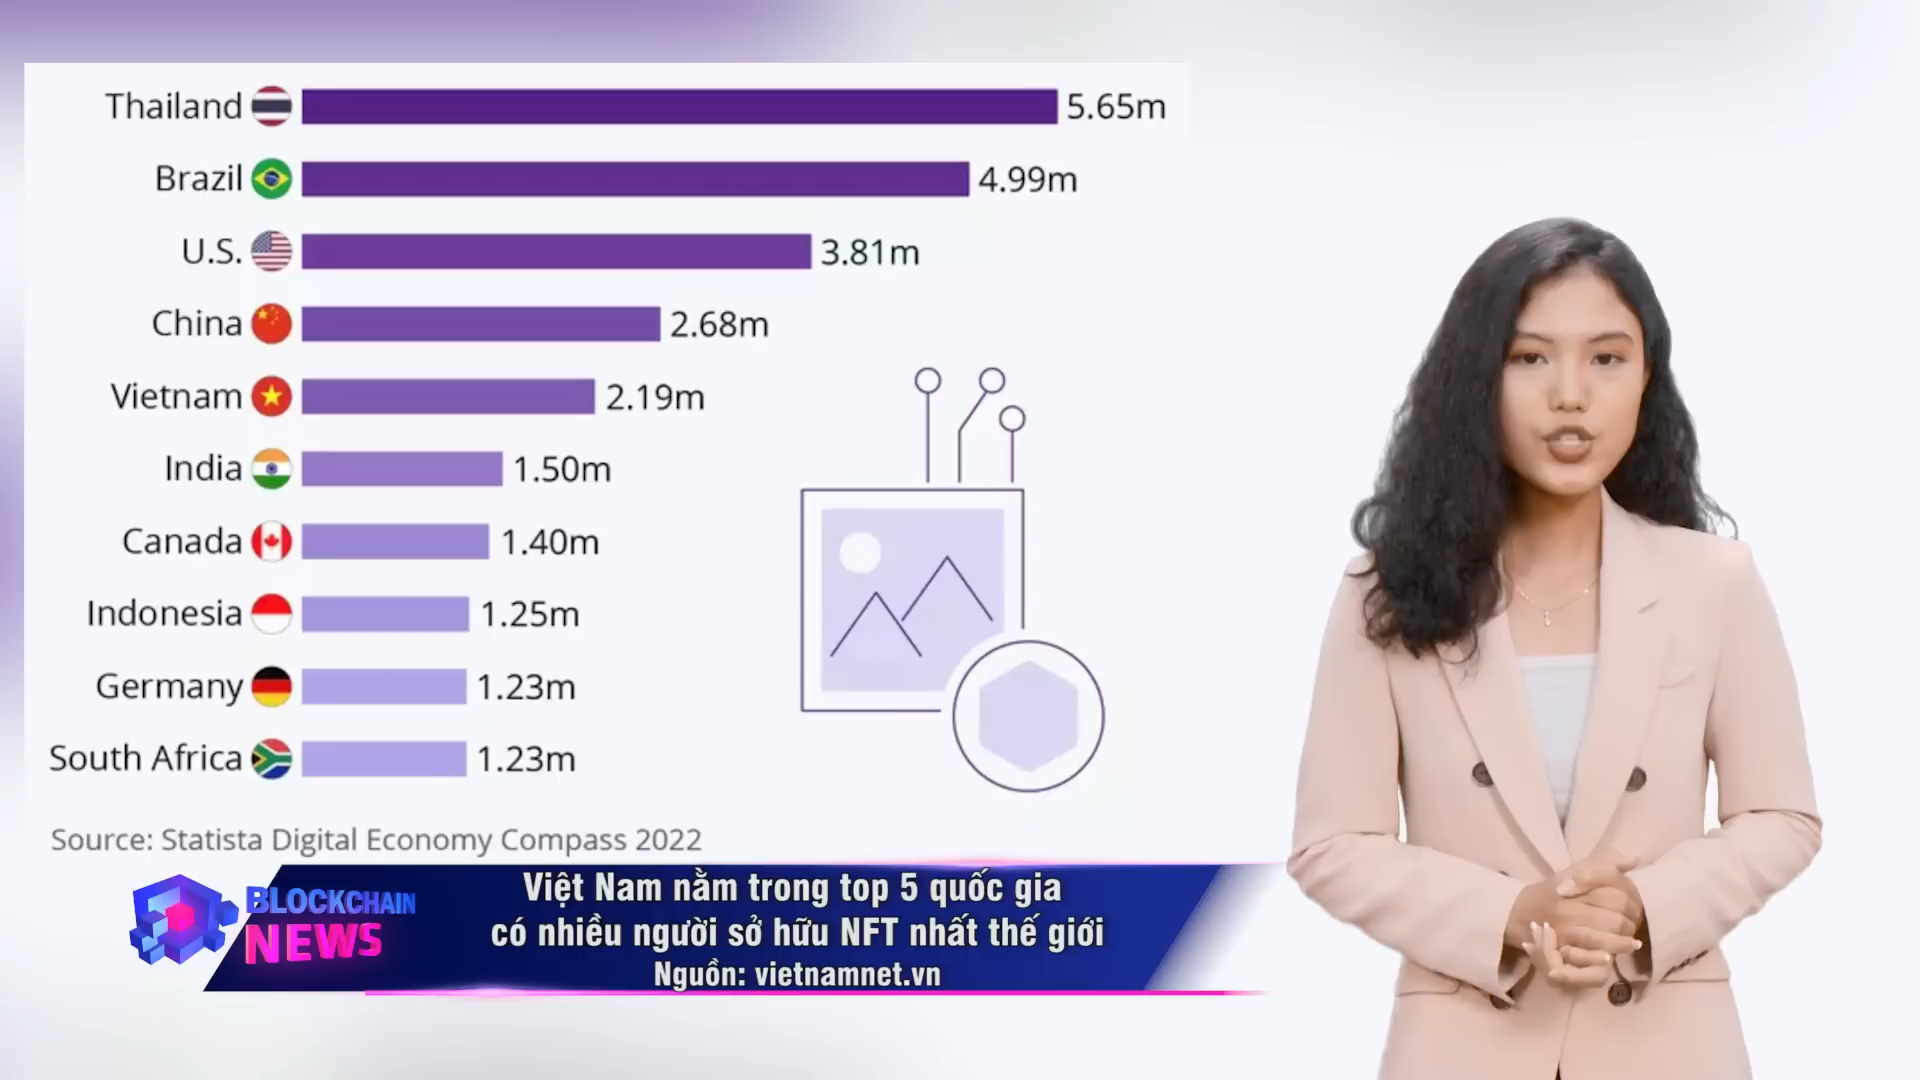 Thailand 5.65m
Brazil 4.99m
U.S. 3.81m
China 2.68m
Vietnam 2.19m
India 1.50m
Canada 1.40m
Indonesia 1.25m
Germany 1.23m
South Africa 1.23m
Source: Statista Digital Economy Compass 2022
BLOCKCHAIN
NEWS
Việt Nam nằm trong top 5 quốc gia
có nhiều người sở hữu NFT nhất thế giới
Nguồn: vietnamnet.vn